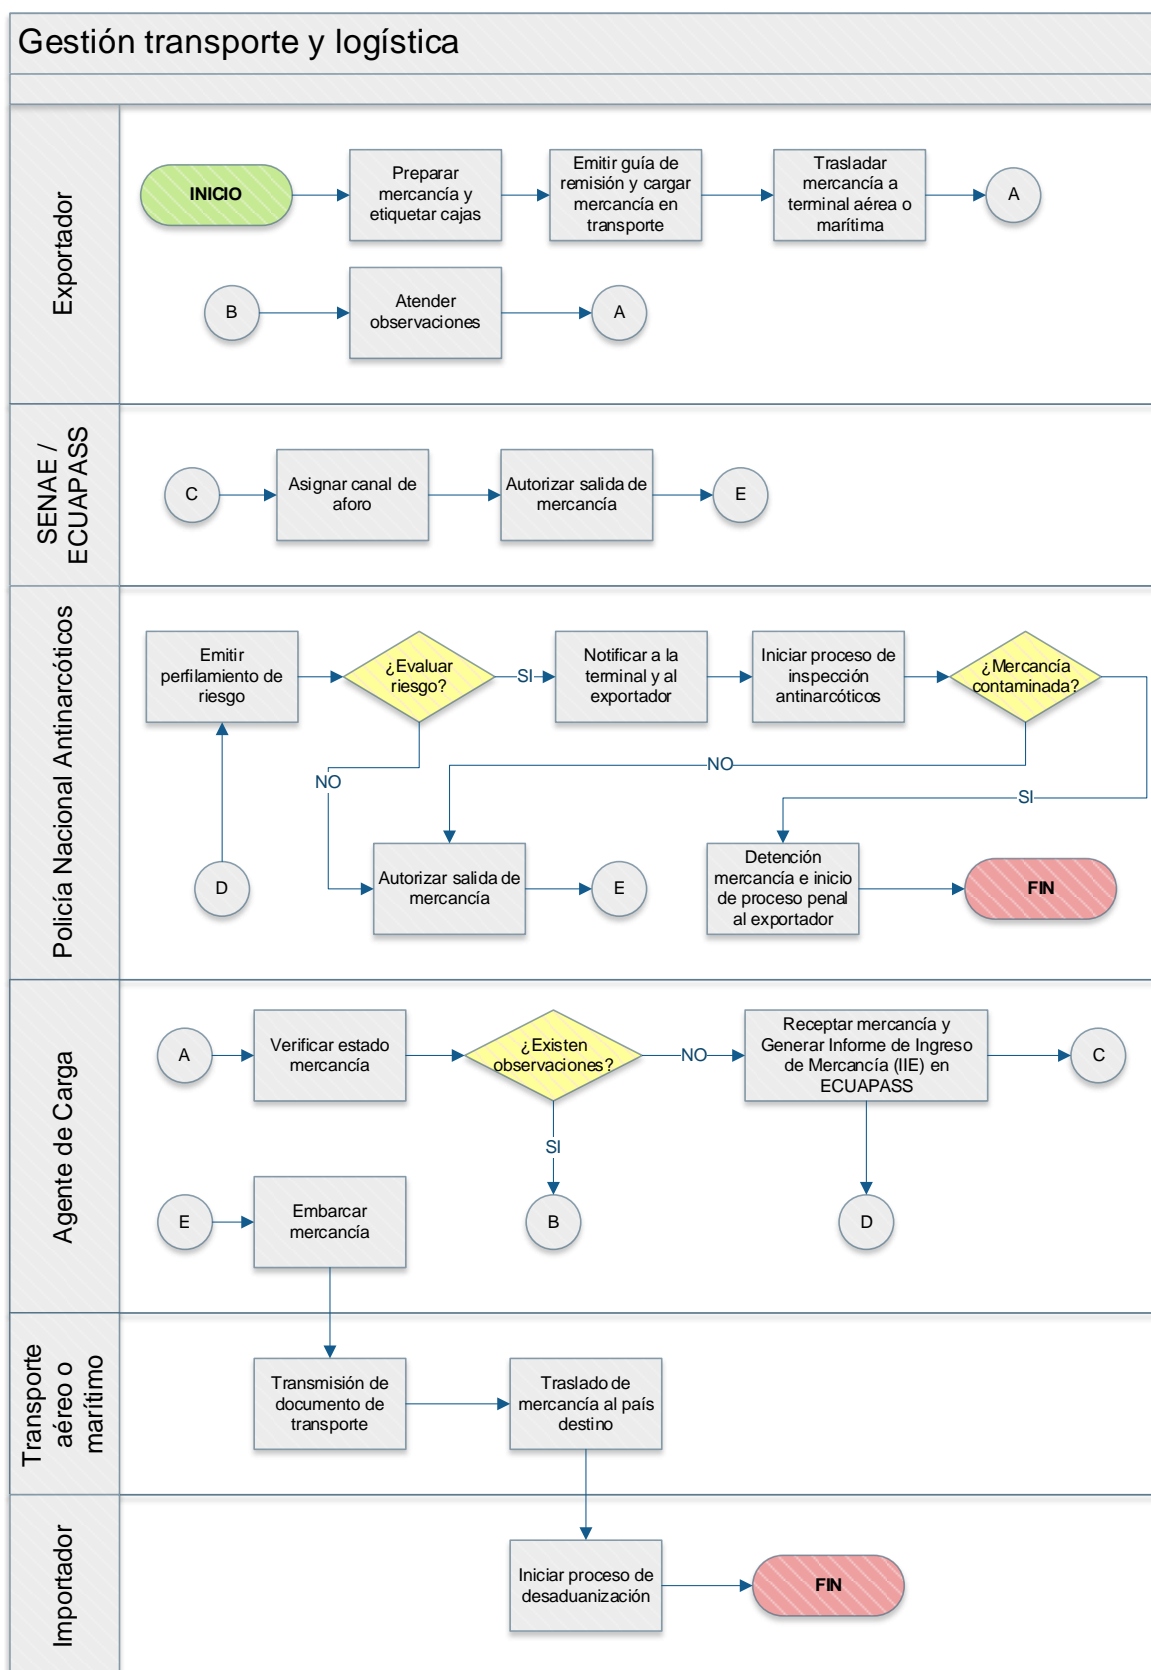 Gestión transporte y logística
Exportador
INICIO
Preparar
mercancía y
etiquetar cajas
Emitir guía de
remisión y cargar
mercancía en
transporte
Trasladar
mercancía a
terminal aérea o
marítima
A
B
Atender
observaciones
A
SENAE /
ECUAPASS
C
Asignar canal de
aforo
Autorizar salida de
mercancía
E
Policía Nacional Antinarcóticos
Emitir
perfilamiento de
riesgo
¿Evaluar
riesgo?
SI
Notificar a la
terminal y al
exportador
Iniciar proceso de
inspección
antinarcóticos
¿Mercancía
contaminada?
NO
NO
SI
D
Autorizar salida de
mercancía
E
Detención
mercancía e inicio
de proceso penal
al exportador
FIN
Agente de Carga
A
Verificar estado
mercancía
¿Existen
observaciones?
NO
Receptar mercancía y
Generar Informe de Ingreso
de Mercancía (IIE) en
ECUAPASS
C
SI
E
Embarcar
mercancía
B
D
Transporte
aéreo o
marítimo
Transmisión de
documento de
transporte
Traslado de
mercancía al país
destino
Importador
Iniciar proceso de
desaduanización
FIN